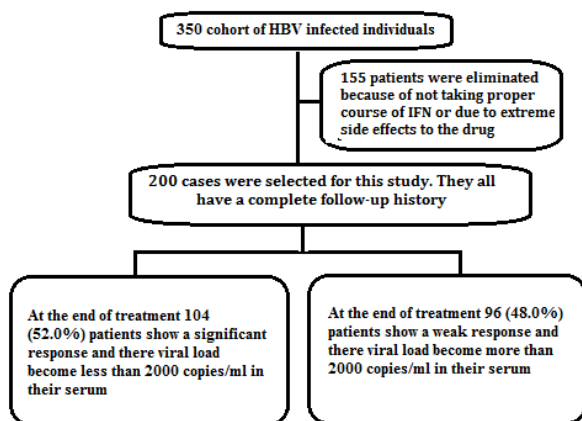 350 cohort of HBV infected individuals
155 patients were eliminated
because of not taking proper
course of IFN or due to extreme
side effects to the drug
200 cases were selected for this study. They all
have a complete follow-up history
At the end of treatment 104
(52.0%) patients show a significant
response and there viral load
become less than 2000 copies/ml in
their serum
At the end of treatment 96 (48.0%)
patients show a weak response and
there viral load become more than
2000 copies/ml in their serum